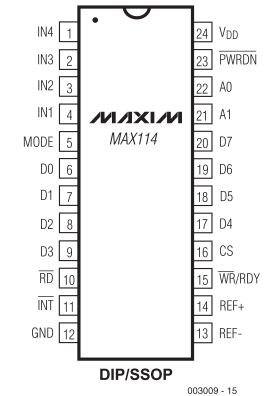 IN4 1 24 VDD
IN3 2 23 PWRDN
IN2 3 22 A0
IN1 4 21 A1
MAXIM
MODE 5 MAX114 20 D7
D0 6 19 D6
D1 7 18 D5
D2 8 17 D4
D3 9 16 CS
RD 10 15 WR/RDY
INT 11 14 REF+
GND 12 13 REF-
DIP/SSOP
003009 - 15